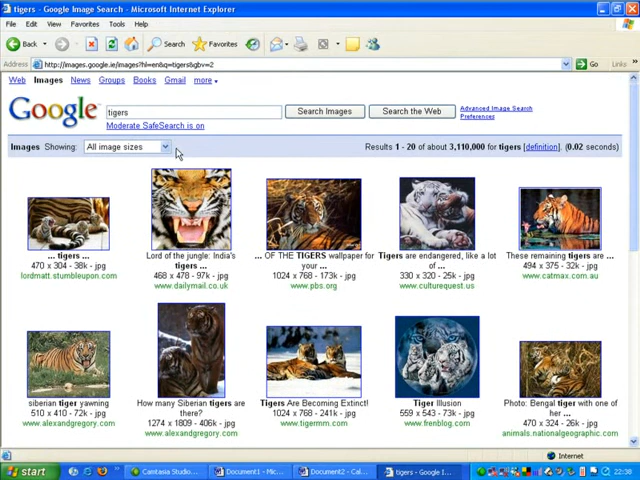 tigers - Google Image Search - Microsoft Internet Explorer
File Edit View Favorites Tools Help
Back Search Favorites
Address http://images.google.ie/images?hl=en&q=tigers&gbv=2 Go Links
Web Images News Groups Books Gmail more
Google tigers Search Images Search the Web Advanced Image Search
Preferences
Moderate SafeSearch is on
Images Showing: All image sizes Results 1 - 20 of about 3,110,000 for tigers [definition]. (0.02 seconds)
... tigers ...
470 x 304 - 38k - jpg
lordmatt.stumbleupon.com
Lord of the jungle: India's
tigers ...
468 x 478 - 97k - jpg
www.dailymail.co.uk
... OF THE TIGERS wallpaper for
your ...
1024 x 768 - 173k - jpg
www.pbs.org
Tigers are endangered, like a lot
of ...
330 x 320 - 25k - jpg
www.culturequest.us
These remaining tigers are ...
494 x 375 - 32k - jpg
www.catmax.com.au
siberian tiger yawning
510 x 410 - 72k - jpg
www.alexandgregory.com
How many Siberian tigers are
there?
1274 x 1809 - 406k - jpg
www.alexandgregory.com
Tigers Are Becoming Extinct!
1024 x 768 - 241k - jpg
www.tigermm.com
Tiger Illusion
559 x 543 - 73k - jpg
www.frenblog.com
Photo: Bengal tiger with one of
her ...
470 x 324 - 26k - jpg
animals.nationalgeographic.com
Internet
start Camtasia Studio... Document1 - Mic... Document2 - Cal... tigers - Google I... 22:38